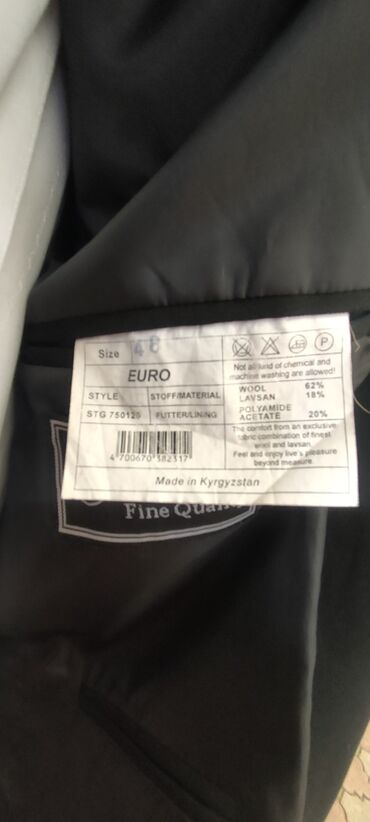 Size 48
EURO
STYLE STOFF/MATERIAL
STG 750125 FUTTER/LINING
4 700670 382317
P
Not all kind of chemical and
machine washing are allowed!
WOOL 62%
LAVSAN 18%
POLYAMIDE
ACETATE 20%
The comfort from an exclusive
fabric combination of finest
wool and lavsan.
Feel and enjoy live's pleasure
beyond measure.
Made in Kyrgyzstan
Fine Quality